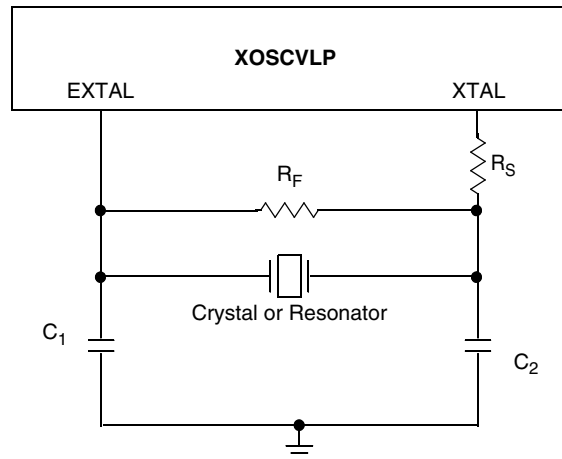 XOSCVLP
EXTAL XTAL
R_S
R_F
Crystal or Resonator
C_1
C_2